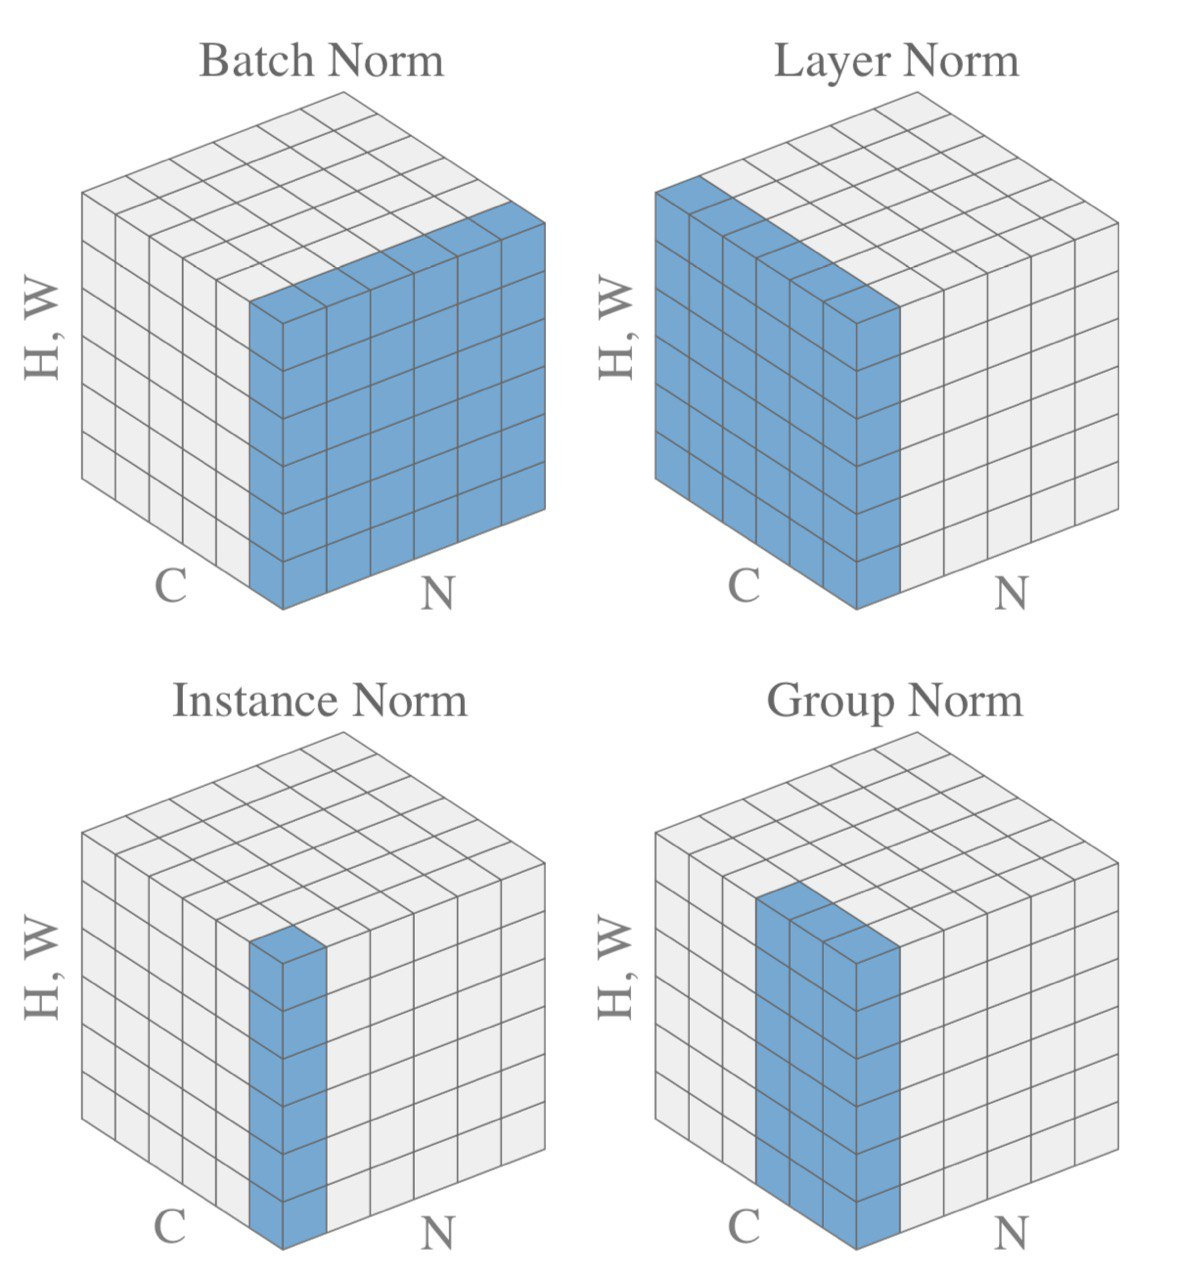 Batch Norm
H, W
C
N
Layer Norm
H, W
C
N
Instance Norm
H, W
C
N
Group Norm
H, W
C
N